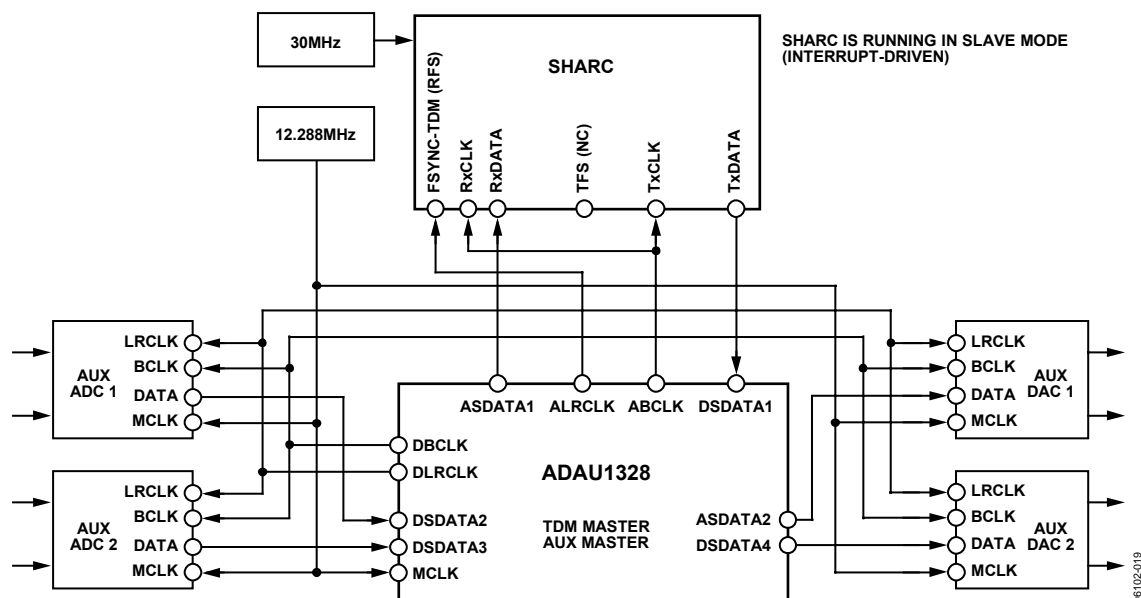 30MHz
12.288MHz
SHARC
SHARC IS RUNNING IN SLAVE MODE
(INTERRUPT-DRIVEN)
FSYNC-TDM (RFS)
RxCLK
RxDATA
TFS (NC)
TxCLK
TxDATA
AUX
ADC 1
LRCLK
BCLK
DATA
MCLK
AUX
ADC 2
LRCLK
BCLK
DATA
MCLK
ASDATA1
ALRCLK
ABCLK
DSDATA1
DBCLK
DLRCLK
DSDATA2
DSDATA3
MCLK
ADAU1328
TDM MASTER
AUX MASTER
ASDATA2
DSDATA4
LRCLK
BCLK
DATA
MCLK
AUX
DAC 1
LRCLK
BCLK
DATA
MCLK
AUX
DAC 2
06102-019